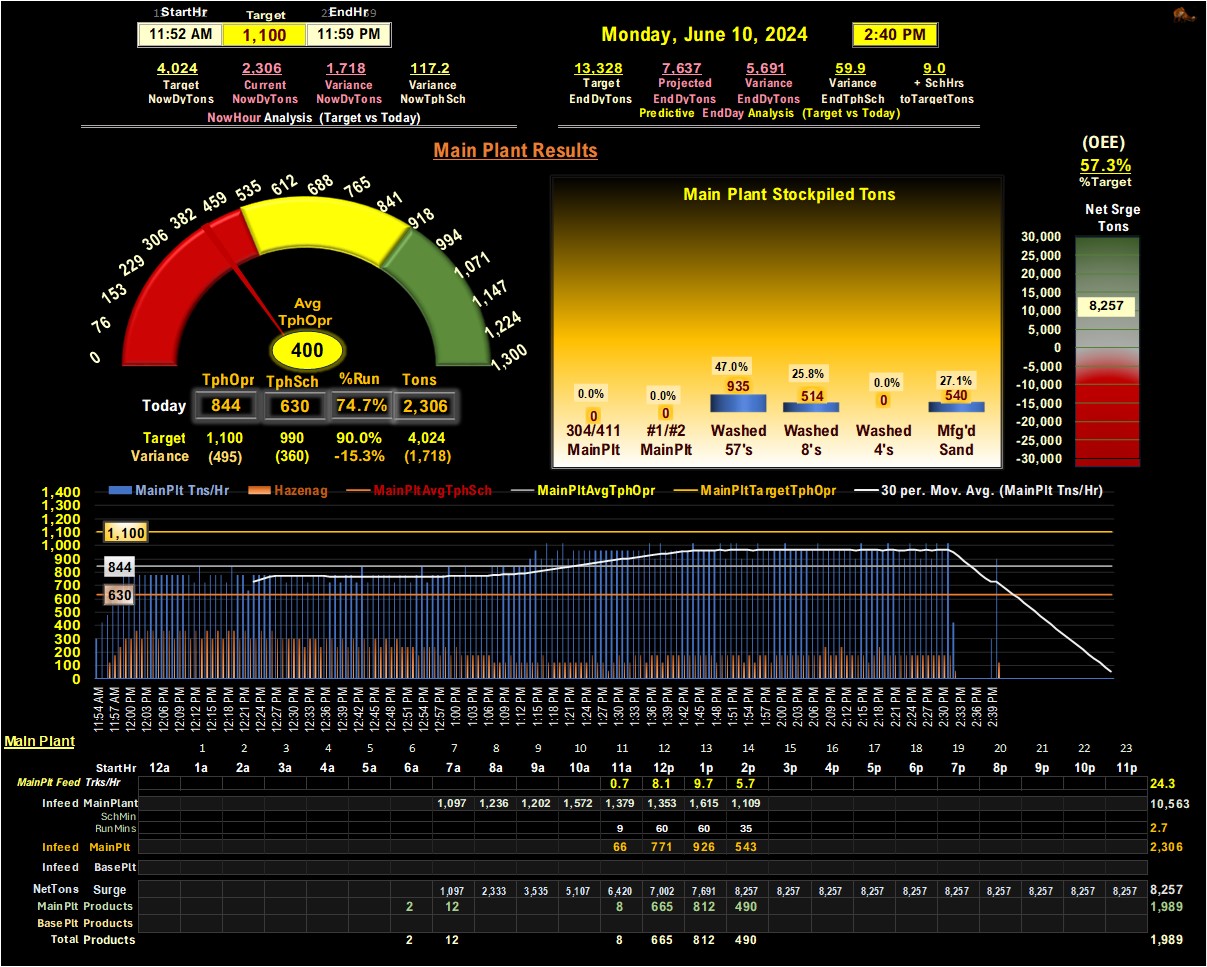 StartHr Target EndHr
11:52 AM 1,100 11:59 PM
Monday, June 10, 2024 2:40 PM
4,024 2,306 1,718 117.2
Target Current Variance Variance
NowDyTons NowDyTons NowDyTons NowTphSch
NowHour Analysis (Target vs Today)
13,328 7,637 5,691 59.9 9.0
Target Projected Variance Variance + SchHrs
EndDyTons EndDyTons EndDyTons EndTphSch toTargetTons
Predictive EndDay Analysis (Target vs Today)
Main Plant Results
0 76 153 229 306 382 459 535 612 688 765 841 918 994 1,071 1,147 1,224 1,300
Avg
TphOpr
400
TphOpr TphSch %Run Tons
Today 844 630 74.7% 2,306
Target 1,100 990 90.0% 4,024
Variance (495) (360) -15.3% (1,718)
Main Plant Stockpiled Tons
0.0% 0.0% 47.0% 25.8% 0.0% 27.1%
0 0 935 514 0 540
304/411 #1/#2 Washed Washed Washed Mfg'd
MainPlt MainPlt 57's 8's 4's Sand
(OEE)
57.3%
%Target
Net Srge
Tons
30,000
25,000
20,000
15,000
10,000
5,000
0
-5,000
-10,000
-15,000
-20,000
-25,000
-30,000
8,257
MainPlt Tns/Hr Hazenag MainPltAvgTphSch MainPltAvgTphOpr MainPltTargetTphOpr 30 per. Mov. Avg. (MainPlt Tns/Hr)
1,400
1,300
1,200
1,100
1,000
900
800
700
600
500
400
300
200
100
0
1,100
844
630
11:54 AM 11:57 AM 12:00 PM 12:03 PM 12:06 PM 12:09 PM 12:12 PM 12:15 PM 12:18 PM 12:21 PM 12:24 PM 12:27 PM 12:30 PM 12:33 PM 12:36 PM 12:39 PM 12:42 PM 12:45 PM 12:48 PM 12:51 PM 12:54 PM 12:57 PM 1:00 PM 1:03 PM 1:06 PM 1:09 PM 1:12 PM 1:15 PM 1:18 PM 1:21 PM 1:24 PM 1:27 PM 1:30 PM 1:33 PM 1:36 PM 1:39 PM 1:42 PM 1:45 PM 1:48 PM 1:51 PM 1:54 PM 1:57 PM 2:00 PM 2:03 PM 2:06 PM 2:09 PM 2:12 PM 2:15 PM 2:18 PM 2:21 PM 2:24 PM 2:27 PM 2:30 PM 2:33 PM 2:36 PM 2:39 PM
Main Plant
1 2 3 4 5 6 7 8 9 10 11 12 13 14 15 16 17 18 19 20 21 22 23
StartHr 12a 1a 2a 3a 4a 5a 6a 7a 8a 9a 10a 11a 12p 1p 2p 3p 4p 5p 6p 7p 8p 9p 10p 11p
MainPlt Feed Trks/Hr 0.7 8.1 9.7 5.7 24.3
Infeed MainPlant 1,097 1,236 1,202 1,572 1,379 1,353 1,615 1,109 10,563
SchMin
RunMins 9 60 60 35 2.7
Infeed MainPlt 66 771 926 543 2,306
Infeed BasePlt
NetTons Surge 1,097 2,333 3,535 5,107 6,420 7,002 7,691 8,257 8,257 8,257 8,257 8,257 8,257 8,257 8,257 8,257 8,257 8,257
MainPlt Products 2 12 8 665 812 490 1,989
BasePlt Products
Total Products 2 12 8 665 812 490 1,989